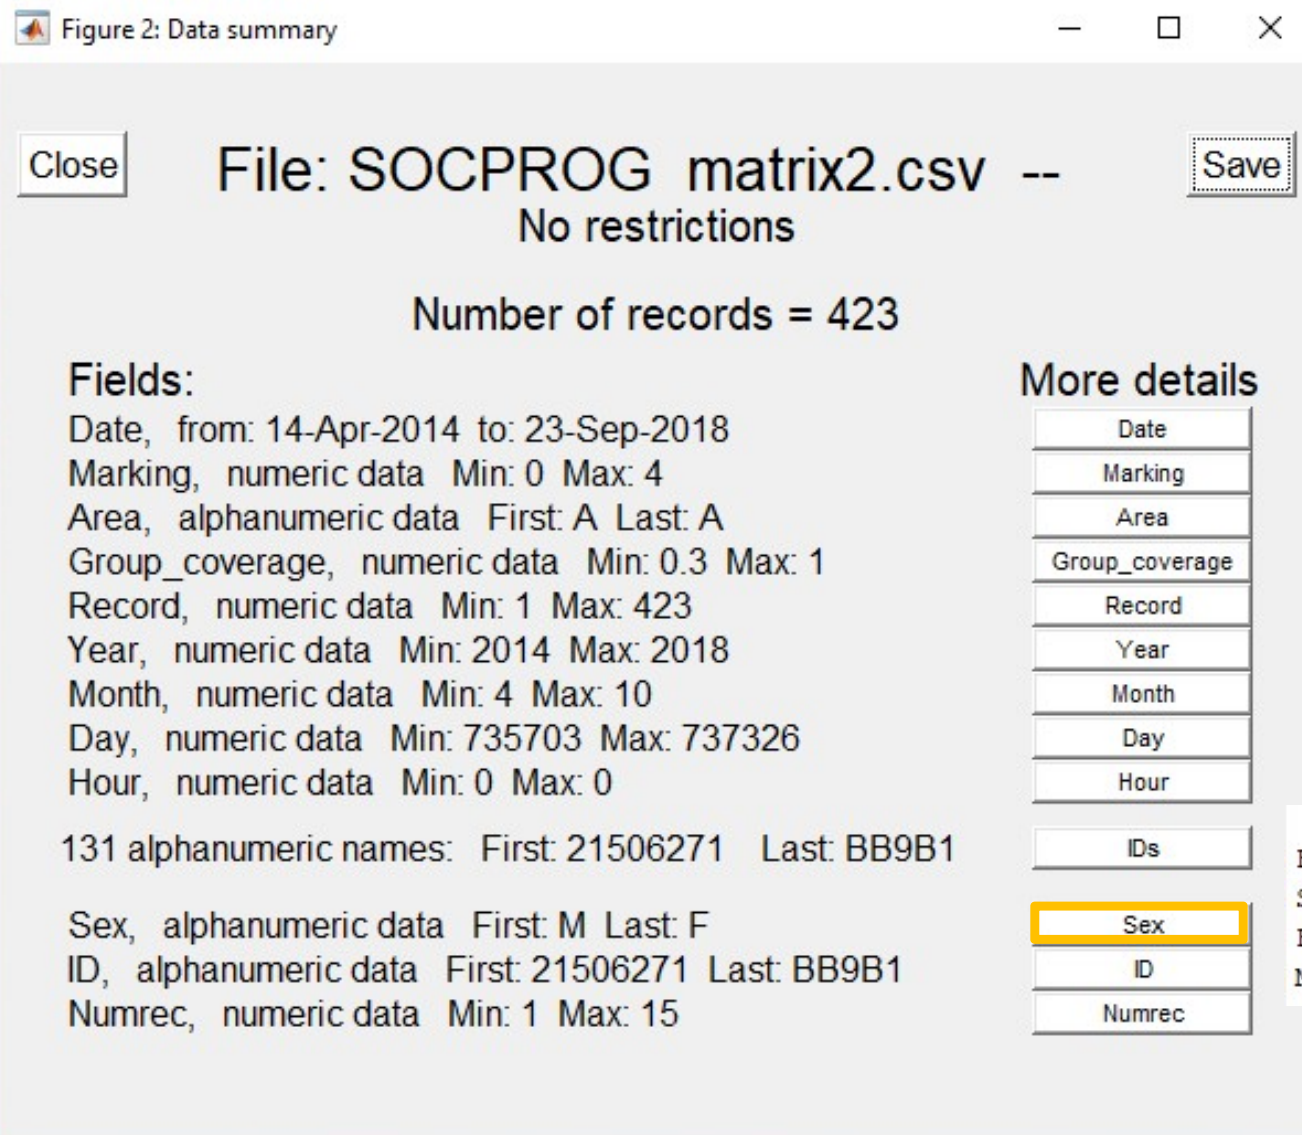 Figure 2: Data summary
Close
File: SOCPROG matrix2.csv --
Save
No restrictions
Number of records = 423
Fields:
More details
Date, from: 14-Apr-2014 to: 23-Sep-2018
Date
Marking, numeric data Min: 0 Max: 4
Marking
Area, alphanumeric data First: A Last: A
Area
Group_coverage, numeric data Min: 0.3 Max: 1
Group_coverage
Record, numeric data Min: 1 Max: 423
Record
Year, numeric data Min: 2014 Max: 2018
Year
Month, numeric data Min: 4 Max: 10
Month
Day, numeric data Min: 735703 Max: 737326
Day
Hour, numeric data Min: 0 Max: 0
Hour
131 alphanumeric names: First: 21506271 Last: BB9B1
IDs
Sex, alphanumeric data First: M Last: F
Sex
ID, alphanumeric data First: 21506271 Last: BB9B1
ID
Numrec, numeric data Min: 1 Max: 15
Numrec